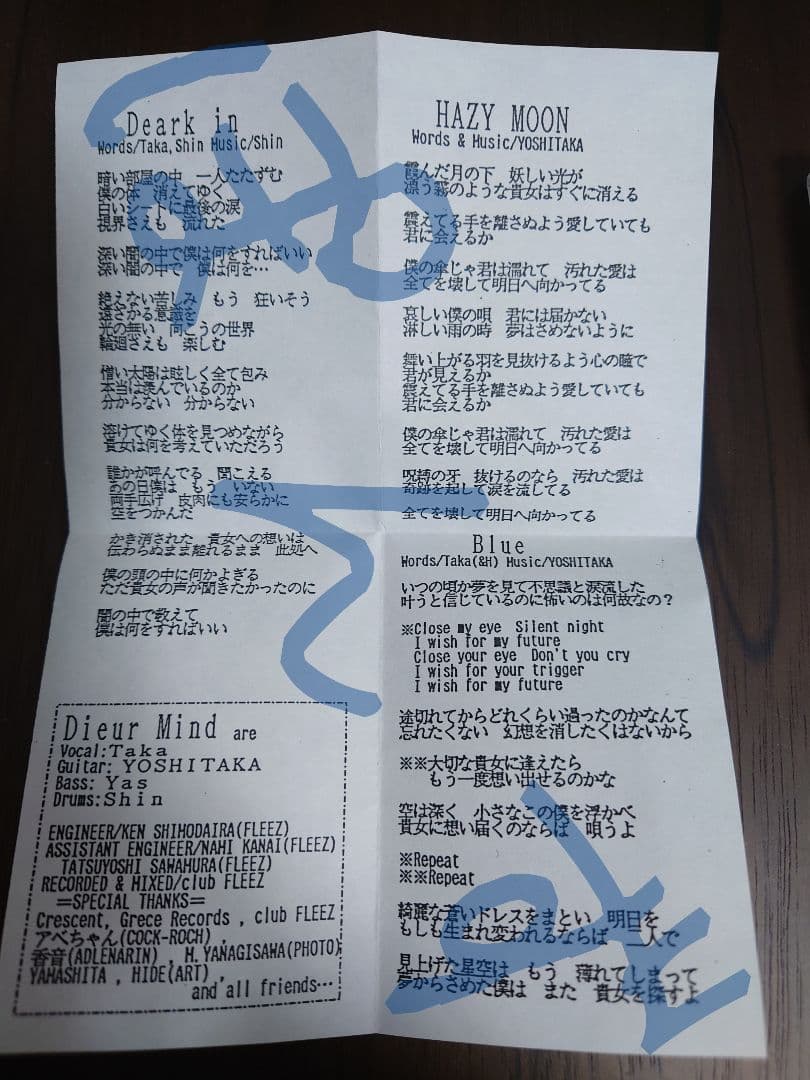 Deark in
Words/Taka,Shin Music/Shin
暗い部屋の中　一人たたずむ
僕の体　消えてゆく
白いシートに最後の涙
視界さえも　流れた
深い闇の中で僕は何をすればいい
深い闇の中で　僕は何を…
絶えない苦しみ　もう　狂いそう
遠ざかる意識を
光の無い　向こうの世界
輪廻さえも　楽しむ
憎い太陽は眩しく全て包み
本当は羨んでいるのか
分からない　分からない
溶けてゆく体を見つめながら
貴女は何を考えていただろう
誰かが呼んでる　聞こえる
あの日僕は　もう　いない
両手広げ　皮肉にも安らかに
空をつかんだ
かき消された　貴女への想いは
伝わらぬまま離れるまま　此処へ
僕の頭の中に何かよぎる
ただ貴女の声が聞きたかったのに
闇の中で教えて
僕は何をすればいい
Dieur Mind are
Vocal:Taka
Guitar: YOSHITAKA
Bass: Yas
Drums:Shin
ENGINEER/KEN SHIHODAIRA(FLEEZ)
ASSISTANT ENGINEER/NAHI KANAI(FLEEZ)
TATSUYOSHI SAWAHURA(FLEEZ)
RECORDED & MIXED/club FLEEZ
=SPECIAL THANKS=
Crescent, Grece Records , club FLEEZ
アベちゃん(COCK-ROCH) ,
香音(ADLENARIN) , M.YANAGISAWA(PHOTO)
YAMASHITA , HIDE(ART) ,
and all friends…
HAZY MOON
Words & Music/YOSHITAKA
霞んだ月の下　妖しい光が
漂う霧のような貴女はすぐに消える
震えてる手を離さぬよう愛していても
君に会えるか
僕の傘じゃ君は濡れて　汚れた愛は
全てを壊して明日へ向かってる
哀しい僕の唄　君には届かない
淋しい雨の時　夢はさめないように
舞い上がる羽を見抜けるよう心の瞳で
君が見えるか
震えてる手を離さぬよう愛していても
君に会えるか
僕の傘じゃ君は濡れて　汚れた愛は
全てを壊して明日へ向かってる
呪縛の牙　抜けるのなら　汚れた愛は
奇跡を起して涙を流してる
全てを壊して明日へ向かってる
Blue
Words/Taka(&H) Music/YOSHITAKA
いつの頃か夢を見て不思議と涙流した
叶うと信じているのに怖いのは何故なの？
※Close my eye　Silent night
I wish for my future
Close your eye　Don't you cry
I wish for your trigger
I wish for my future
途切れてからどれくらい過ったのかなんて
忘れたくない　幻想を消したくはないから
※※大切な貴女に逢えたら
もう一度想い出せるのかな
空は深く　小さなこの僕を浮かべ
貴女に想い届くのならば　唄うよ
※Repeat
※※Repeat
綺麗な蒼いドレスをまとい　明日を
もしも生まれ変われるならば　二人で
見上げた星空は　もう　薄れてしまって
夢からさめた僕は　また　貴女を探すよ